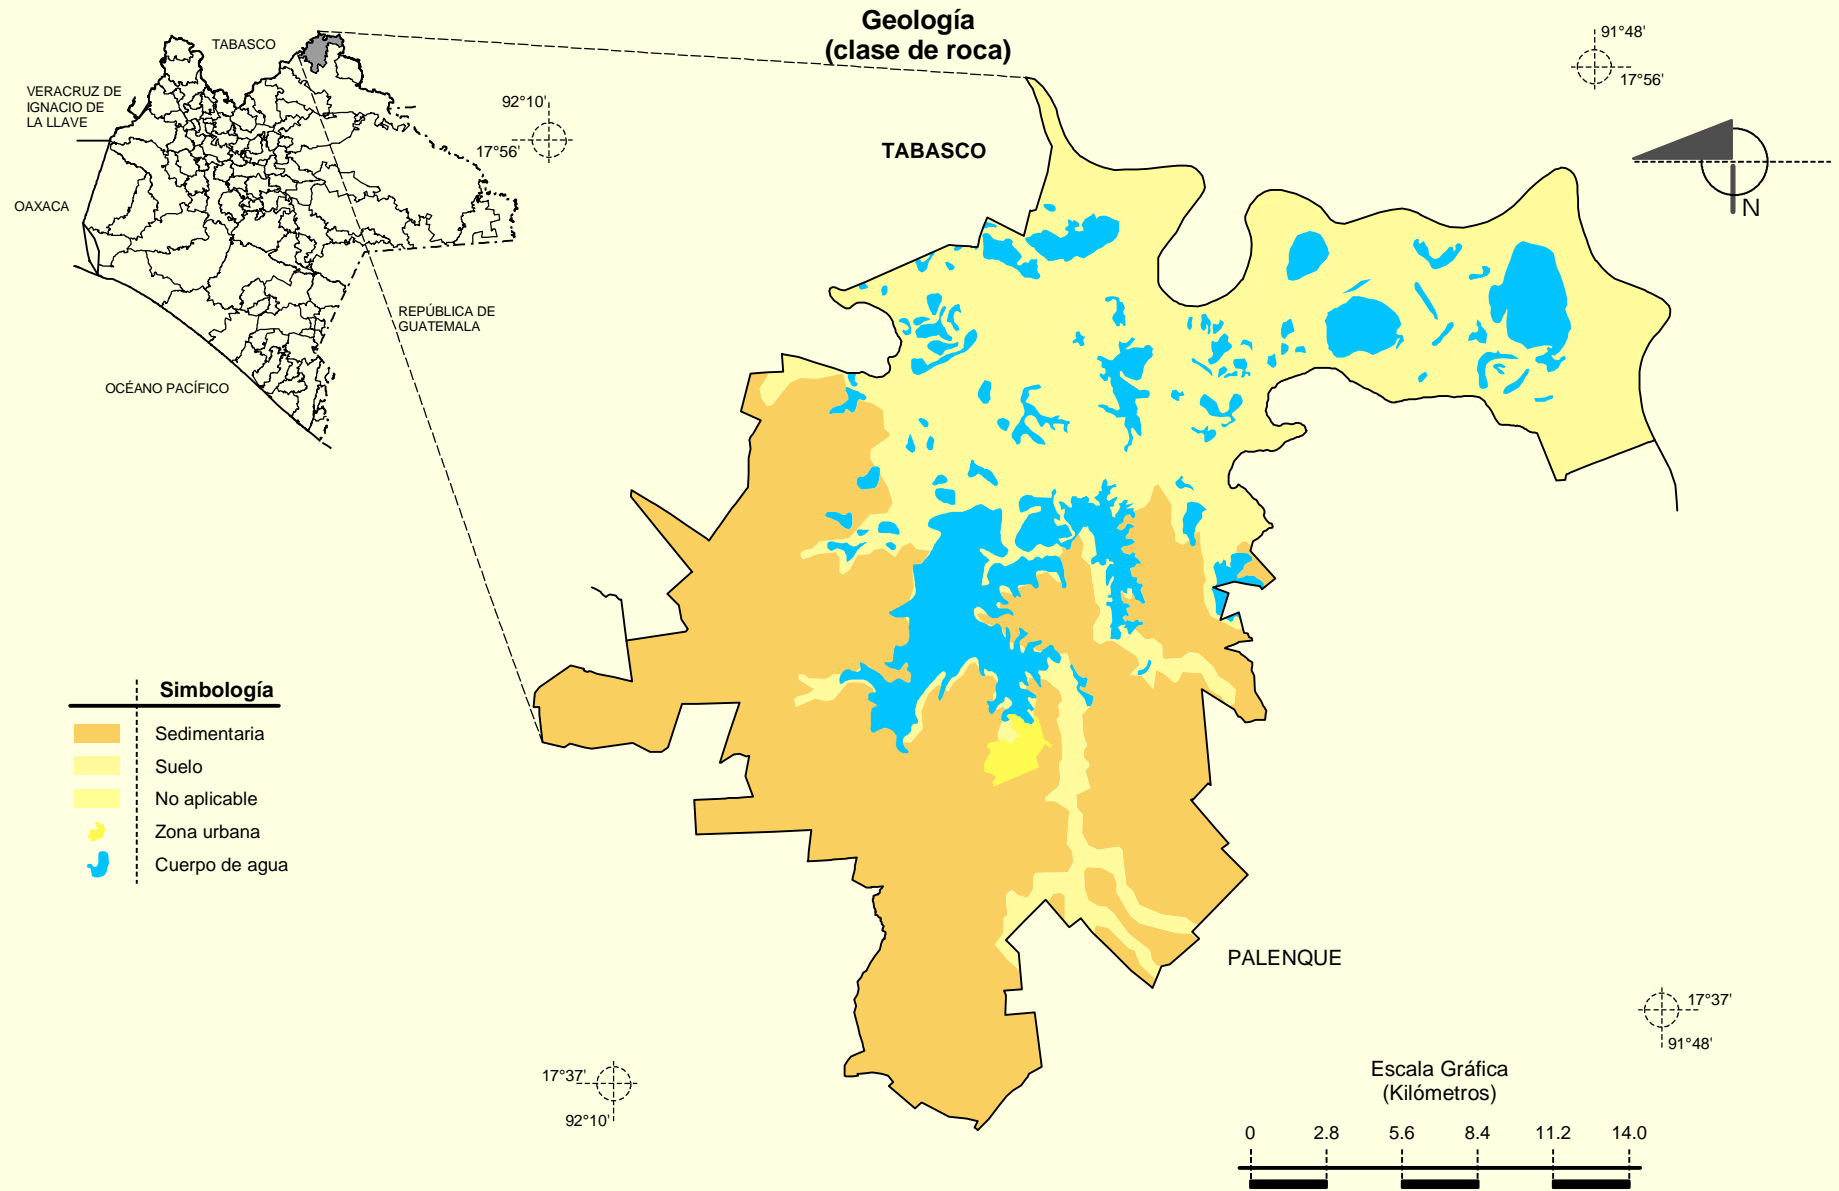 Geología
(clase de roca)
TABASCO
VERACRUZ DE
IGNACIO DE
LA LLAVE
OAXACA
REPÚBLICA DE
GUATEMALA
OCÉANO PACÍFICO
92°10'
17°56'
91°48'
17°56'
TABASCO
N
Simbología
Sedimentaria
Suelo
No aplicable
Zona urbana
Cuerpo de agua
PALENQUE
17°37'
91°48'
17°37'
92°10'
Escala Gráfica
(Kilómetros)
0 2.8 5.6 8.4 11.2 14.0